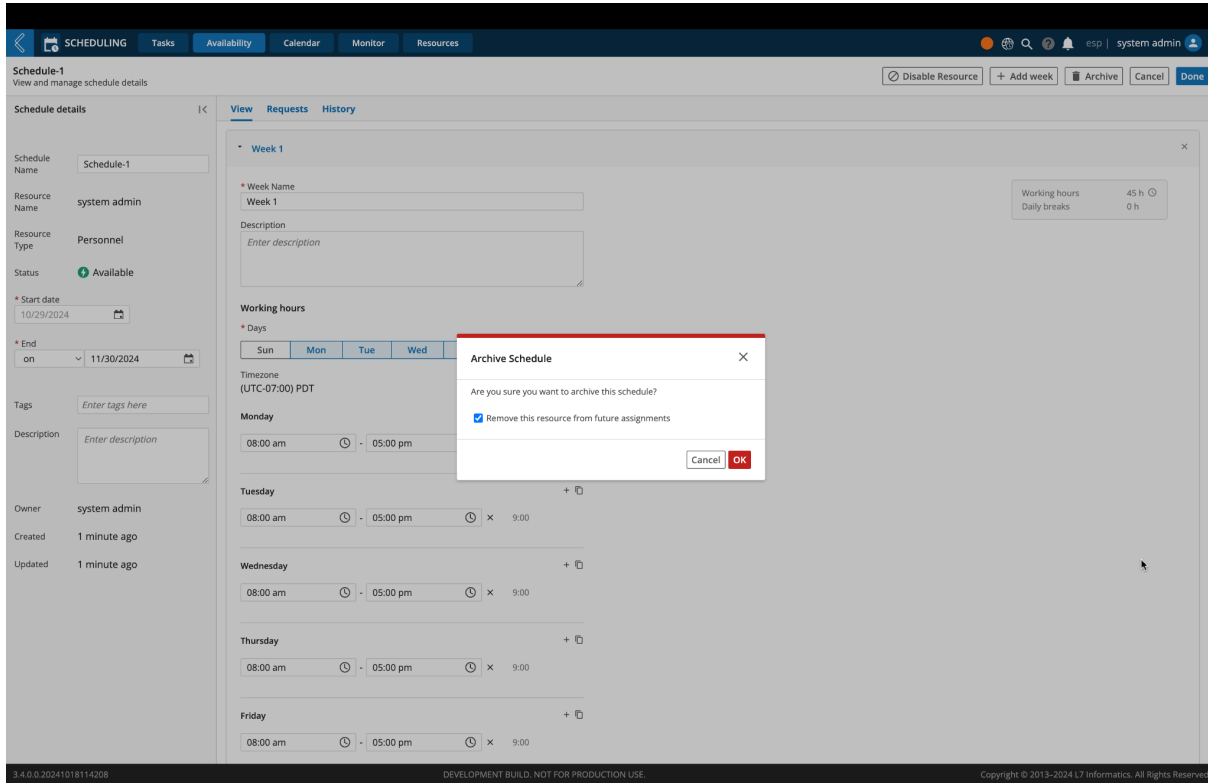 SCHEDULING Tasks Availability Calendar Monitor Resources esp | system admin
Schedule-1
View and manage schedule details
Disable Resource + Add week Archive Cancel Done
Schedule details
View Requests History
Week 1
Schedule Name Schedule-1
Resource Name system admin
Resource Type Personnel
Status Available
* Start date
10/29/2024
* End
on 11/30/2024
Tags Enter tags here
Description Enter description
Owner system admin
Created 1 minute ago
Updated 1 minute ago
* Week Name
Week 1
Description
Enter description
Working hours 45 h
Daily breaks 0 h
Working hours
* Days
Sun Mon Tue Wed
Timezone
(UTC-07:00) PDT
Monday
08:00 am - 05:00 pm
Archive Schedule
Are you sure you want to archive this schedule?
Remove this resource from future assignments
Cancel OK
Tuesday
08:00 am - 05:00 pm × 9:00
Wednesday
08:00 am - 05:00 pm × 9:00
Thursday
08:00 am - 05:00 pm × 9:00
Friday
08:00 am - 05:00 pm × 9:00
3.4.0.0.20241018114208 DEVELOPMENT BUILD. NOT FOR PRODUCTION USE. Copyright © 2013–2024 L7 Informatics. All Rights Reserved